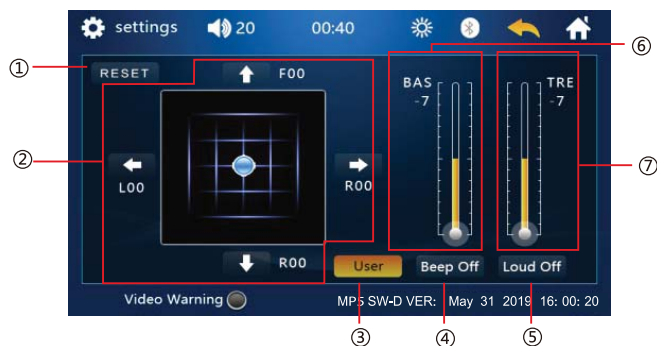 settings 20 00:40
⑥
①
RESET F00
BAS TRE
-7 -7
②
⑦
L00 R00
R00
User Beep Off Loud Off
Video Warning MP5 SW-D VER: May 31 2019 16: 00: 20
③ ④ ⑤